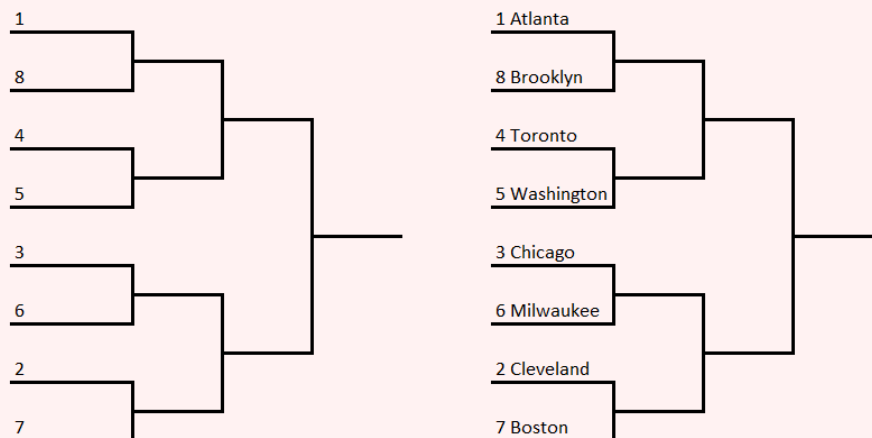 1
8
4
5
3
6
2
7
1 Atlanta
8 Brooklyn
4 Toronto
5 Washington
3 Chicago
6 Milwaukee
2 Cleveland
7 Boston